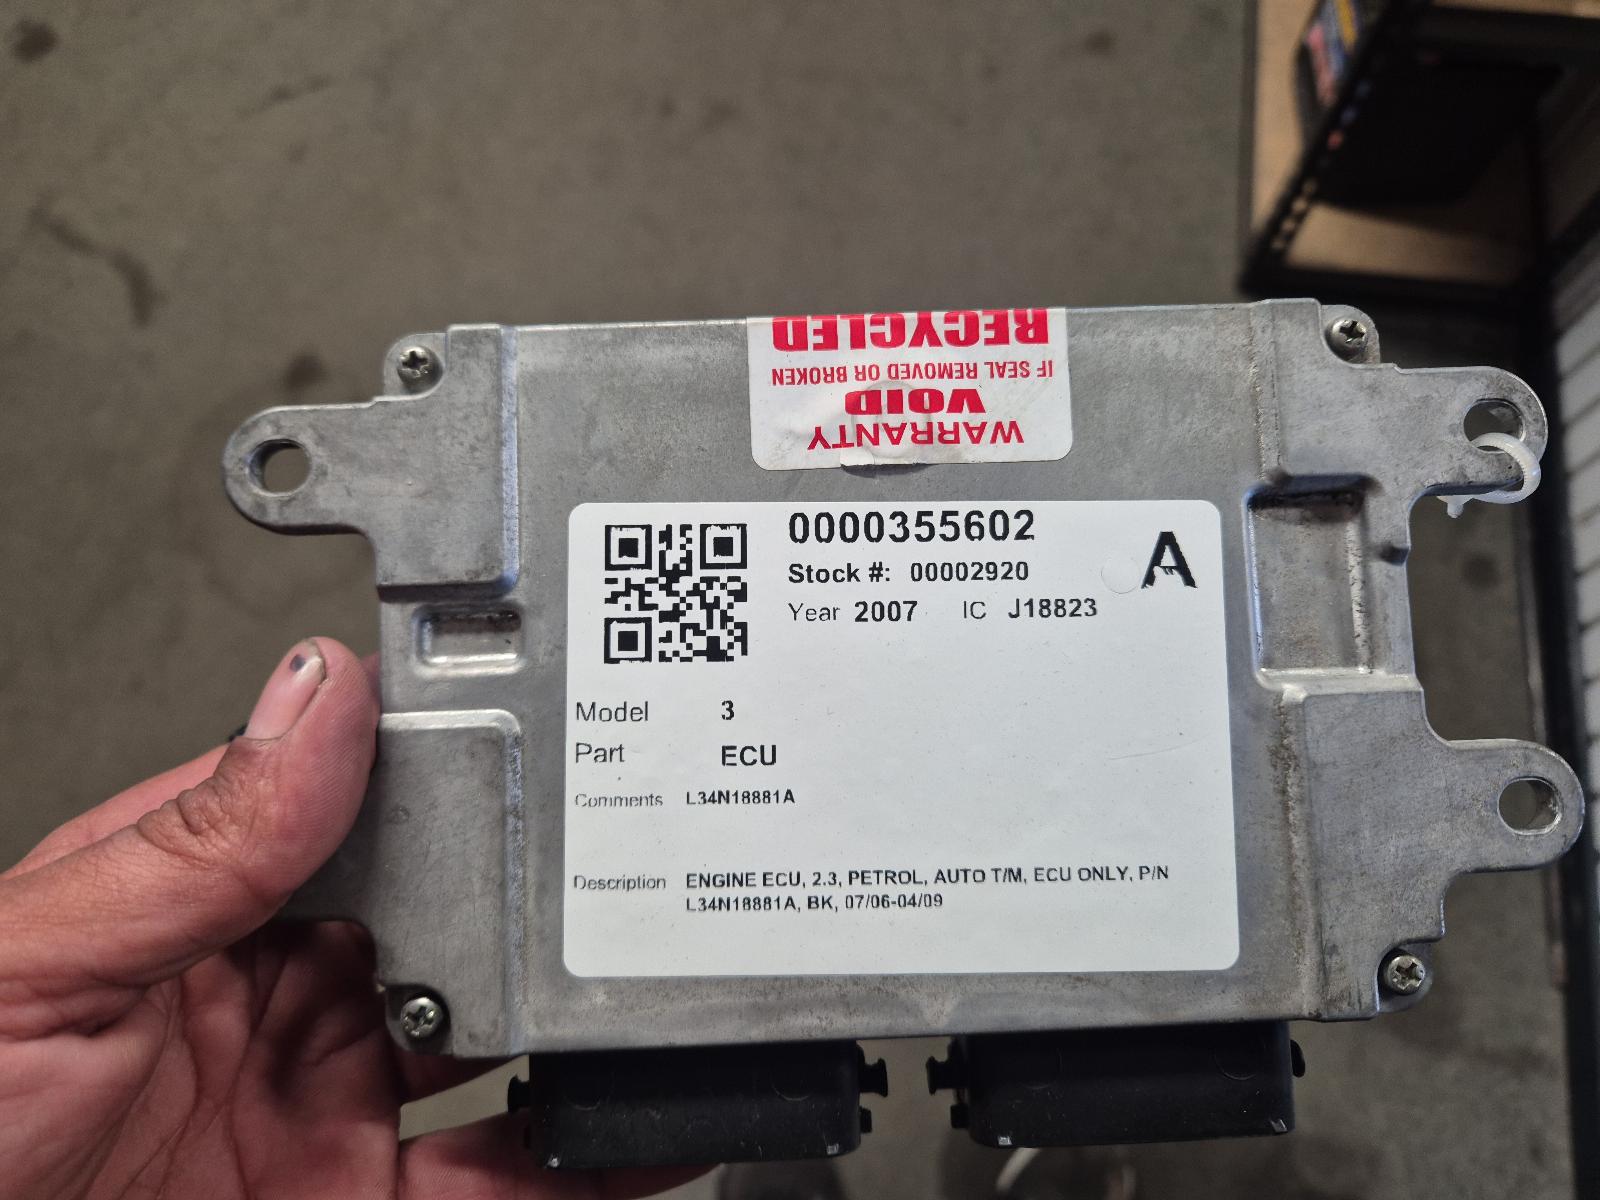 WARRANTY
VOID
IF SEAL REMOVED OR BROKEN
RECYCLED
0000355602
A
Stock #: 00002920
Year 2007 IC J18823
Model 3
Part ECU
Comments L34N18881A
Description ENGINE ECU, 2.3, PETROL, AUTO T/M, ECU ONLY, P/N
L34N18881A, BK, 07/06-04/09